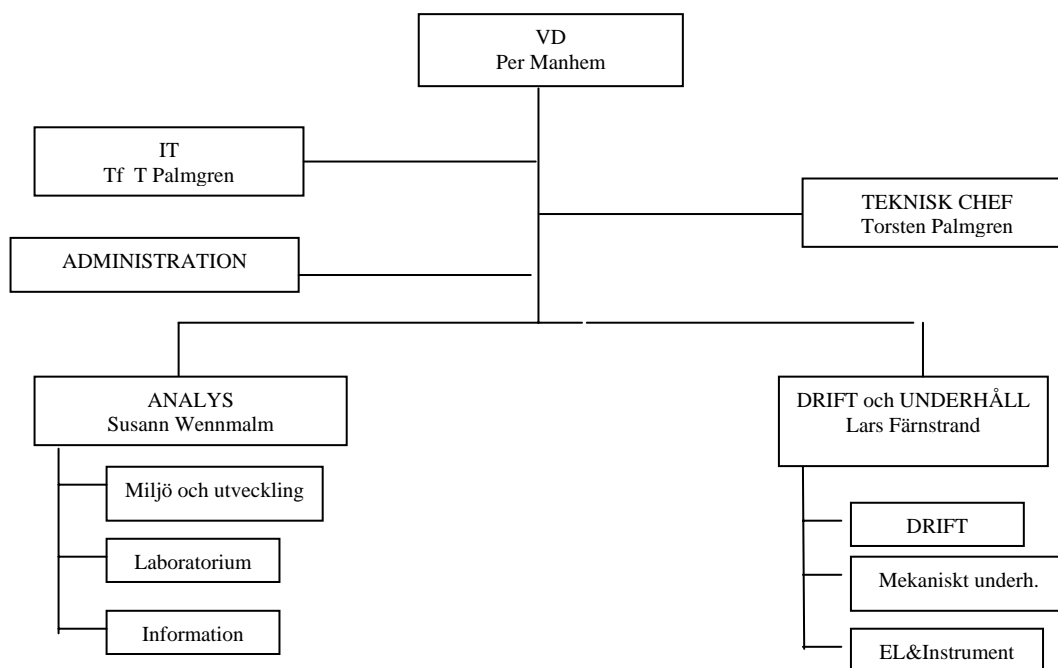 VD
Per Manhem
IT
Tf T Palmgren
TEKNISK CHEF
Torsten Palmgren
ADMINISTRATION
ANALYS
Susann Wennmalm
DRIFT och UNDERHÅLL
Lars Färnstrand
Miljö och utveckling
Laboratorium
Information
DRIFT
Mekaniskt underh.
EL&Instrument